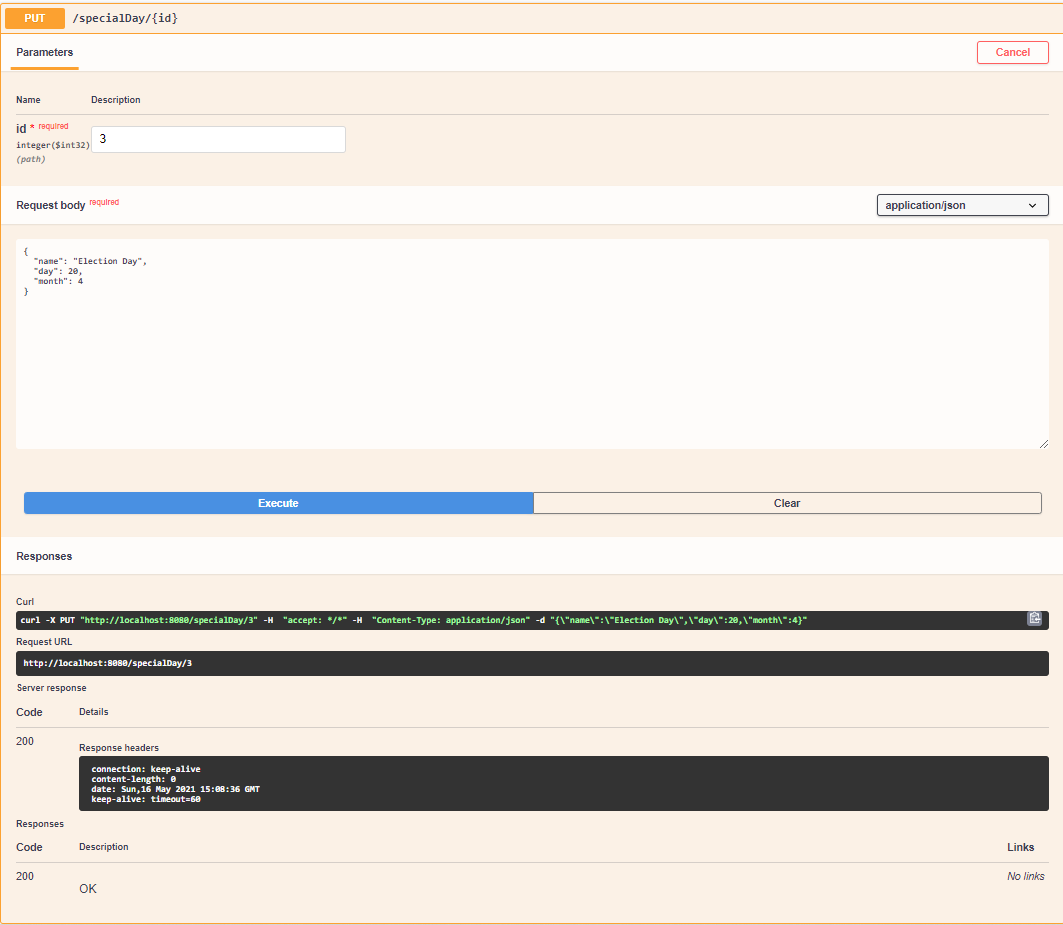 PUT /specialDay/{id}
Parameters
Cancel
Name Description
id * required
integer($int32)
(path)
3
Request body required
application/json
{
  "name": "Election Day",
  "day": 20,
  "month": 4
}
Execute
Clear
Responses
Curl
curl -X PUT "http://localhost:8080/specialDay/3" -H  "accept: */*" -H  "Content-Type: application/json" -d "{\"name\":\"Election Day\",\"day\":20,\"month\":4}"
Request URL
http://localhost:8080/specialDay/3
Server response
Code Details
200
Response headers
connection: keep-alive
content-length: 0
date: Sun,16 May 2021 15:08:36 GMT
keep-alive: timeout=60
Responses
Code Description Links
200
OK
No links